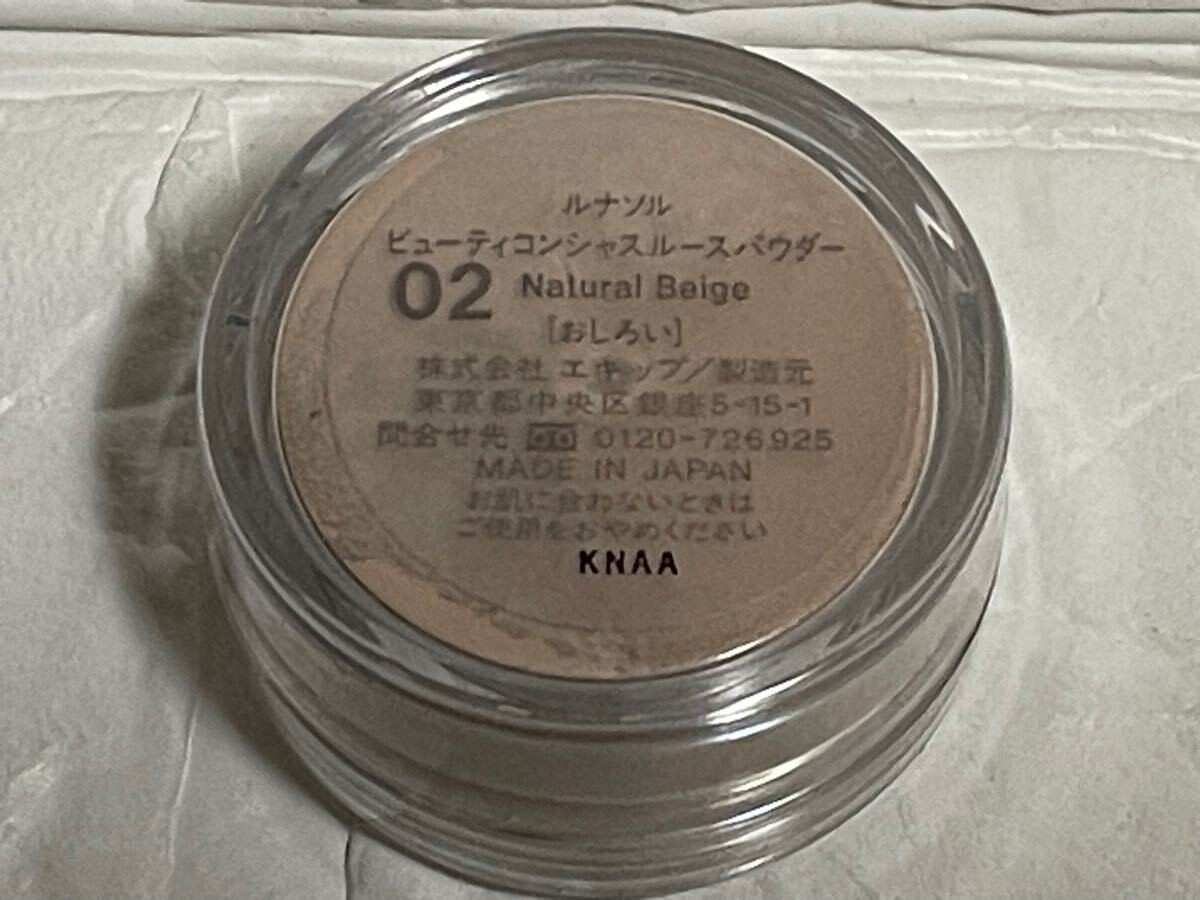 ルナソル
ビューティコンシャスルースパウダー
02 Natural Beige
[おしろい]
株式会社 エキップ/製造元
東京都中央区銀座5-15-1
問合せ先 0120-726925
MADE IN JAPAN
お肌に合わないときは
ご使用をおやめください
KNAA